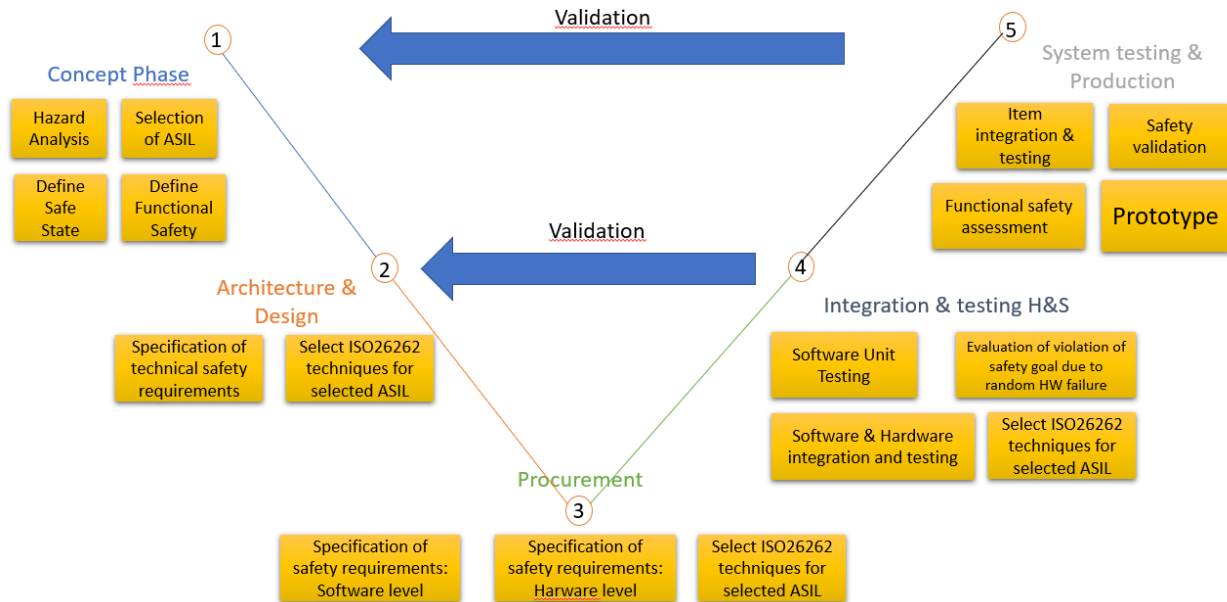 Validation
1
5
Concept Phase
System testing &
Production
Hazard
Analysis
Selection
of ASIL
Define
Safe
State
Define
Functional
Safety
Item
integration &
testing
Safety
validation
Functional safety
assessment
Prototype
Validation
2
4
Architecture &
Design
Integration & testing H&S
Specification of
technical safety
requirements
Select ISO26262
techniques for
selected ASIL
Software Unit
Testing
Evaluation of violation of
safety goal due to
random HW failure
Software & Hardware
integration and testing
Select ISO26262
techniques for
selected ASIL
Procurement
3
Specification of
safety requirements:
Software level
Specification of
safety requirements:
Harware level
Select ISO26262
techniques for
selected ASIL